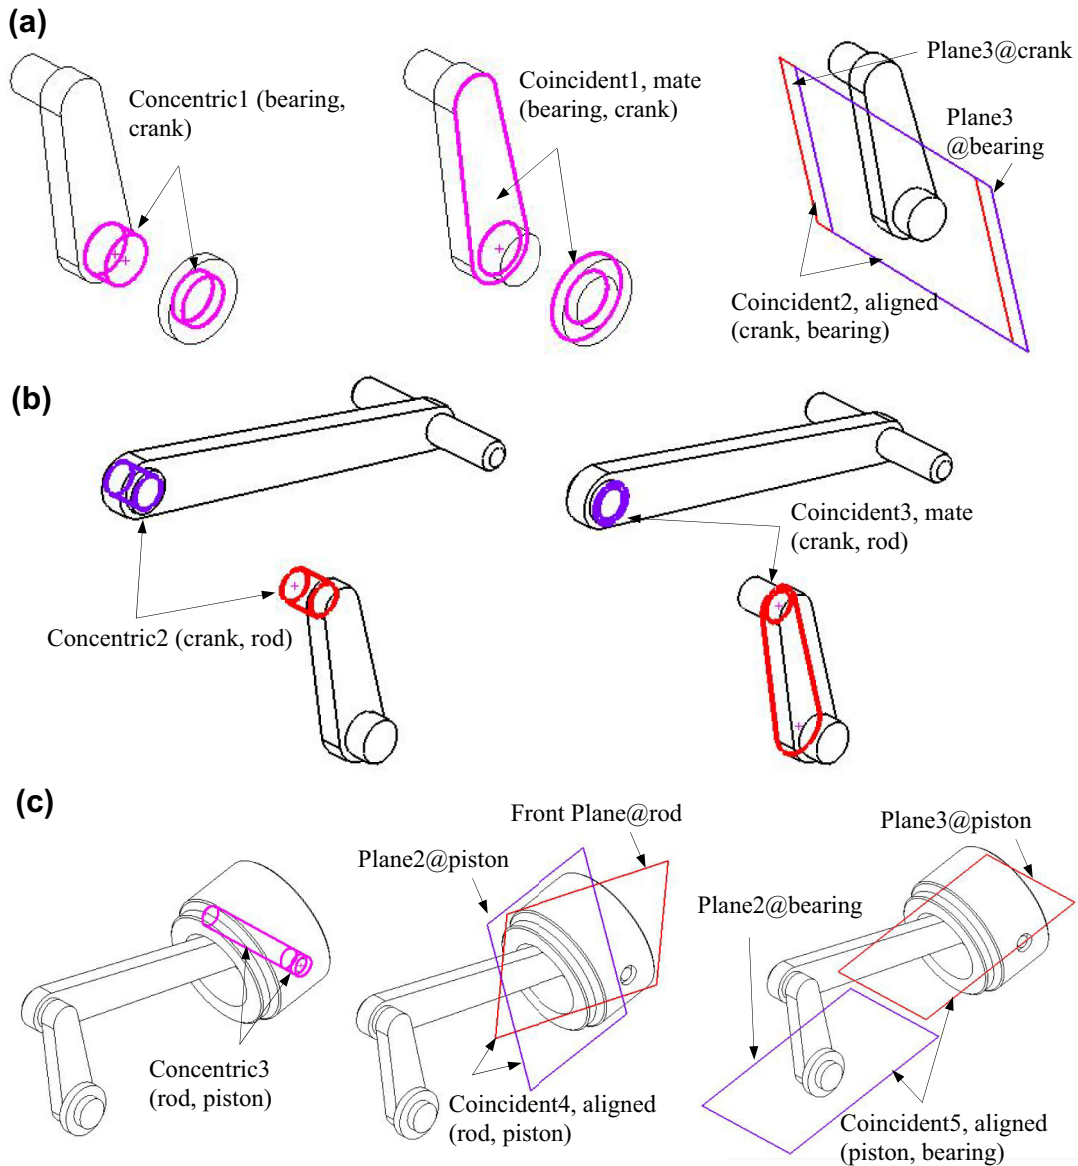 (a)
Concentric1 (bearing,
crank)
Coincident1, mate
(bearing, crank)
Plane3@crank
Plane3
@bearing
Coincident2, aligned
(crank, bearing)
(b)
Concentric2 (crank, rod)
Coincident3, mate
(crank, rod)
(c)
Concentric3
(rod, piston)
Plane2@piston
Front Plane@rod
Coincident4, aligned
(rod, piston)
Plane2@bearing
Plane3@piston
Coincident5, aligned
(piston, bearing)